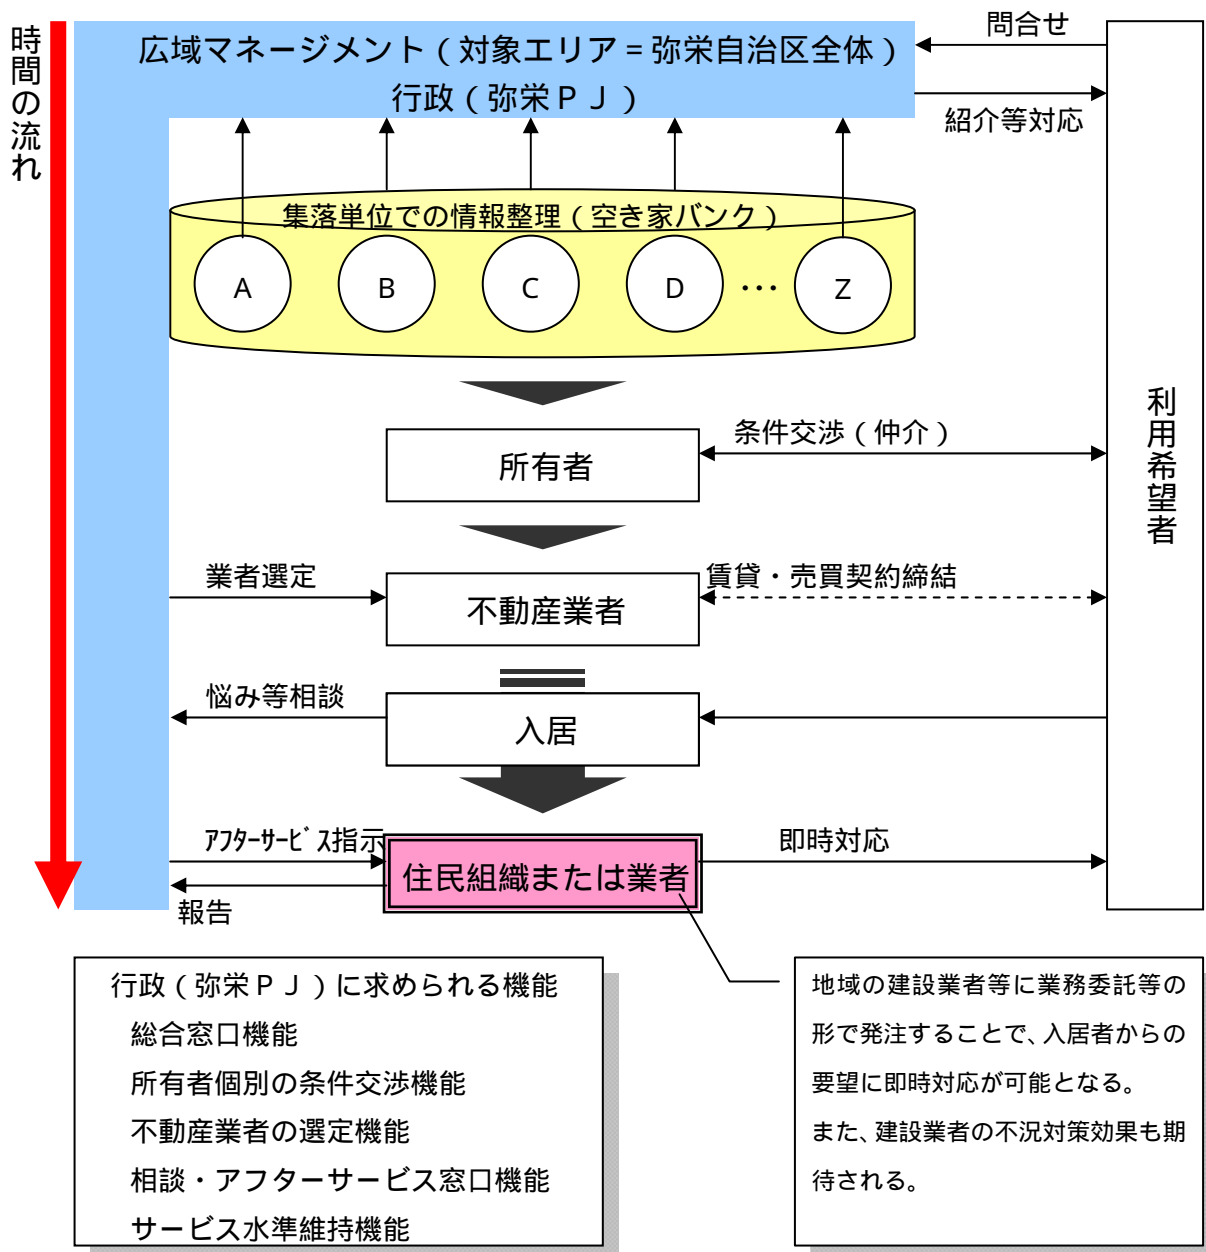 時間の流れ
広域マネージメント（対象エリア＝弥栄自治区全体）
行政（弥栄ＰＪ）
問合せ
紹介等対応
集落単位での情報整理（空き家バンク）
A B C D … Z
利用希望者
所有者
条件交渉（仲介）
業者選定
不動産業者
賃貸・売買契約締結
悩み等相談
入居
ｱﾌﾀｰｻｰﾋﾞｽ指示
住民組織または業者
即時対応
報告
行政（弥栄ＰＪ）に求められる機能
総合窓口機能
所有者個別の条件交渉機能
不動産業者の選定機能
相談・アフターサービス窓口機能
サービス水準維持機能
地域の建設業者等に業務委託等の
形で発注することで、入居者からの
要望に即時対応が可能となる。
また、建設業者の不況対策効果も期
待される。